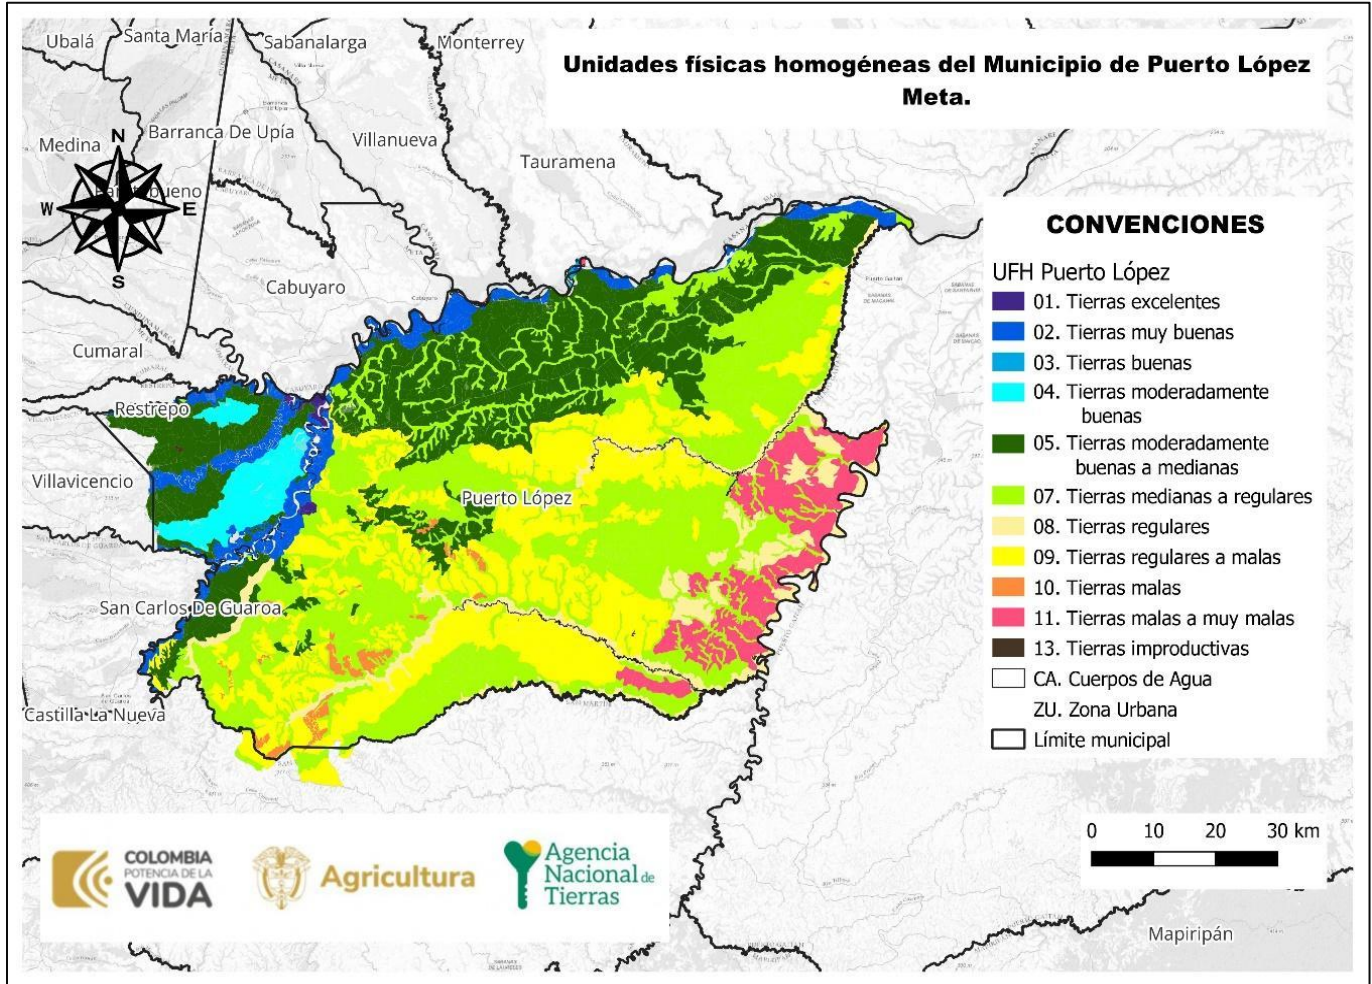 Ubalá
Santa María
Sabanalarga
Monterrey
Unidades físicas homogéneas del Municipio de Puerto López
Meta.
Medina
Barranca De Upía
Villanueva
Tauramena
N
W
E
S
Cabuyaro
Cumaral
Restrepo
Villavicencio
Puerto López
San Carlos De Guaroa
Castilla La Nueva
Mapiripán
CONVENCIONES
UFH Puerto López
01. Tierras excelentes
02. Tierras muy buenas
03. Tierras buenas
04. Tierras moderadamente
buenas
05. Tierras moderadamente
buenas a medianas
07. Tierras medianas a regulares
08. Tierras regulares
09. Tierras regulares a malas
10. Tierras malas
11. Tierras malas a muy malas
13. Tierras improductivas
CA. Cuerpos de Agua
ZU. Zona Urbana
Límite municipal
0 10 20 30 km
COLOMBIA
POTENCIA DE LA
VIDA
Agricultura
Agencia
Nacional de
Tierras